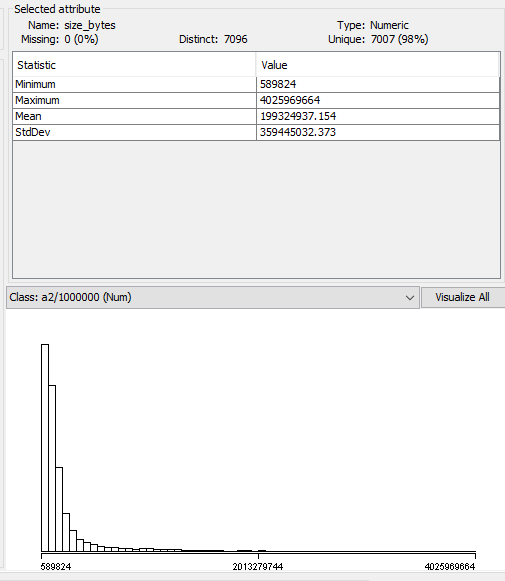 Selected attribute
Name: size_bytes Type: Numeric
Missing: 0 (0%) Distinct: 7096 Unique: 7007 (98%)
Statistic Value
Minimum 589824
Maximum 4025969664
Mean 199324937.154
StdDev 359445032.373
Class: a2/1000000 (Num) Visualize All
589824 2013279744 4025969664